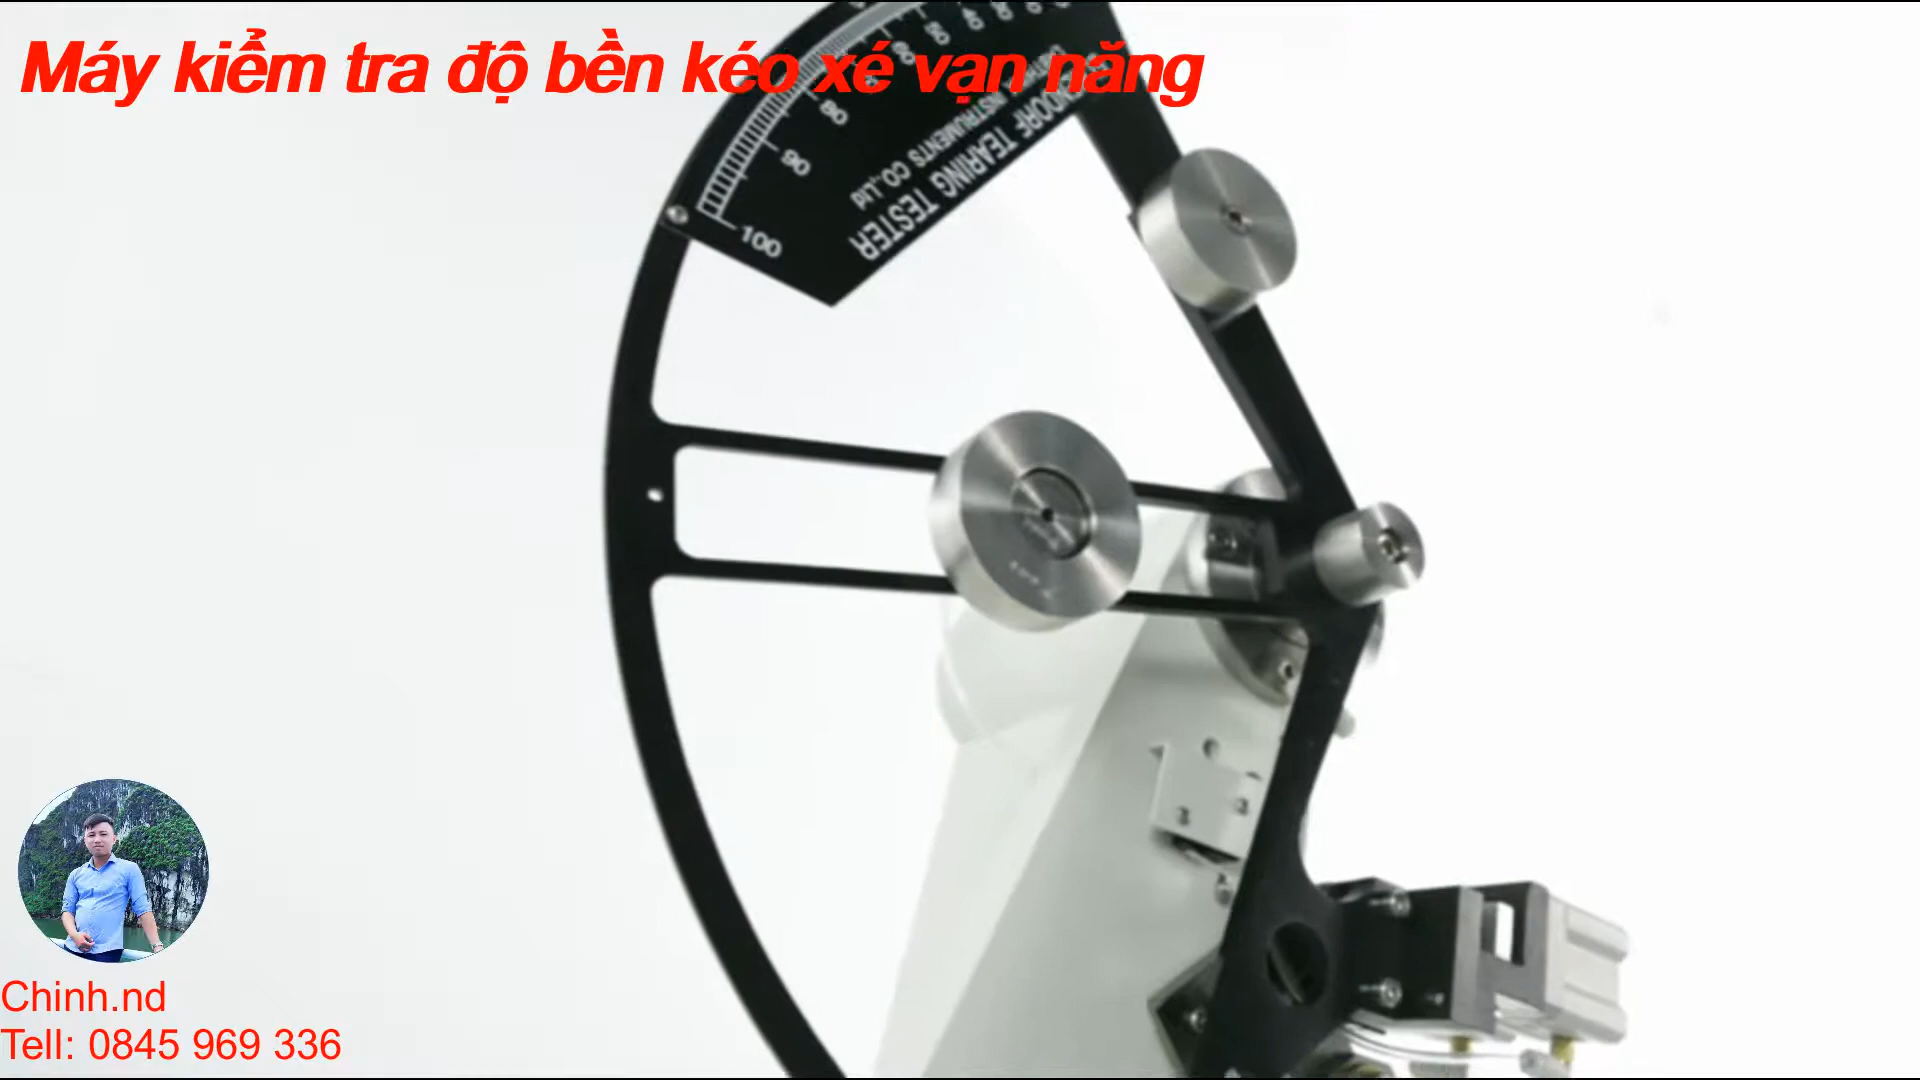 Máy kiểm tra độ bền kéo xé vạn năng
90
100
TEARING TESTER
INSTRUMENTS CO.,Ltd
Chinh.nd
Tell: 0845 969 336